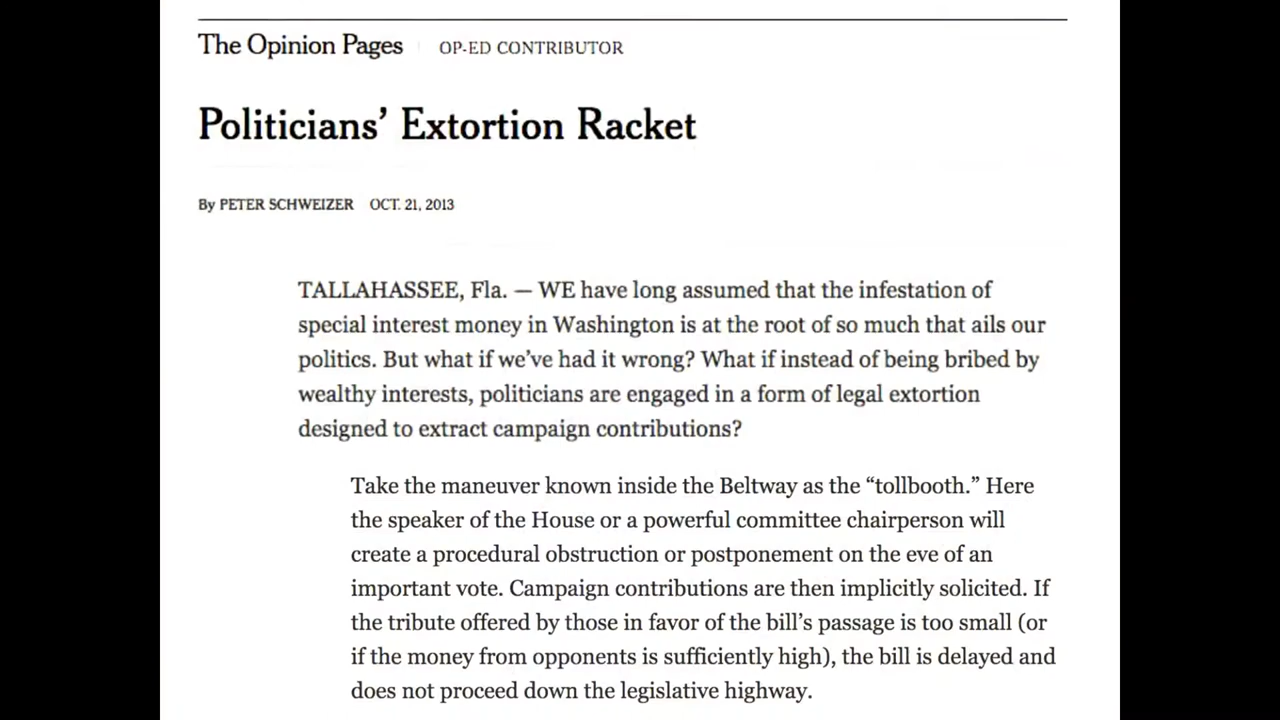 The Opinion Pages OP-ED CONTRIBUTOR
Politicians’ Extortion Racket
By PETER SCHWEIZER OCT. 21, 2013
TALLAHASSEE, Fla. — WE have long assumed that the infestation of
special interest money in Washington is at the root of so much that ails our
politics. But what if we’ve had it wrong? What if instead of being bribed by
wealthy interests, politicians are engaged in a form of legal extortion
designed to extract campaign contributions?
Take the maneuver known inside the Beltway as the “tollbooth.” Here
the speaker of the House or a powerful committee chairperson will
create a procedural obstruction or postponement on the eve of an
important vote. Campaign contributions are then implicitly solicited. If
the tribute offered by those in favor of the bill’s passage is too small (or
if the money from opponents is sufficiently high), the bill is delayed and
does not proceed down the legislative highway.